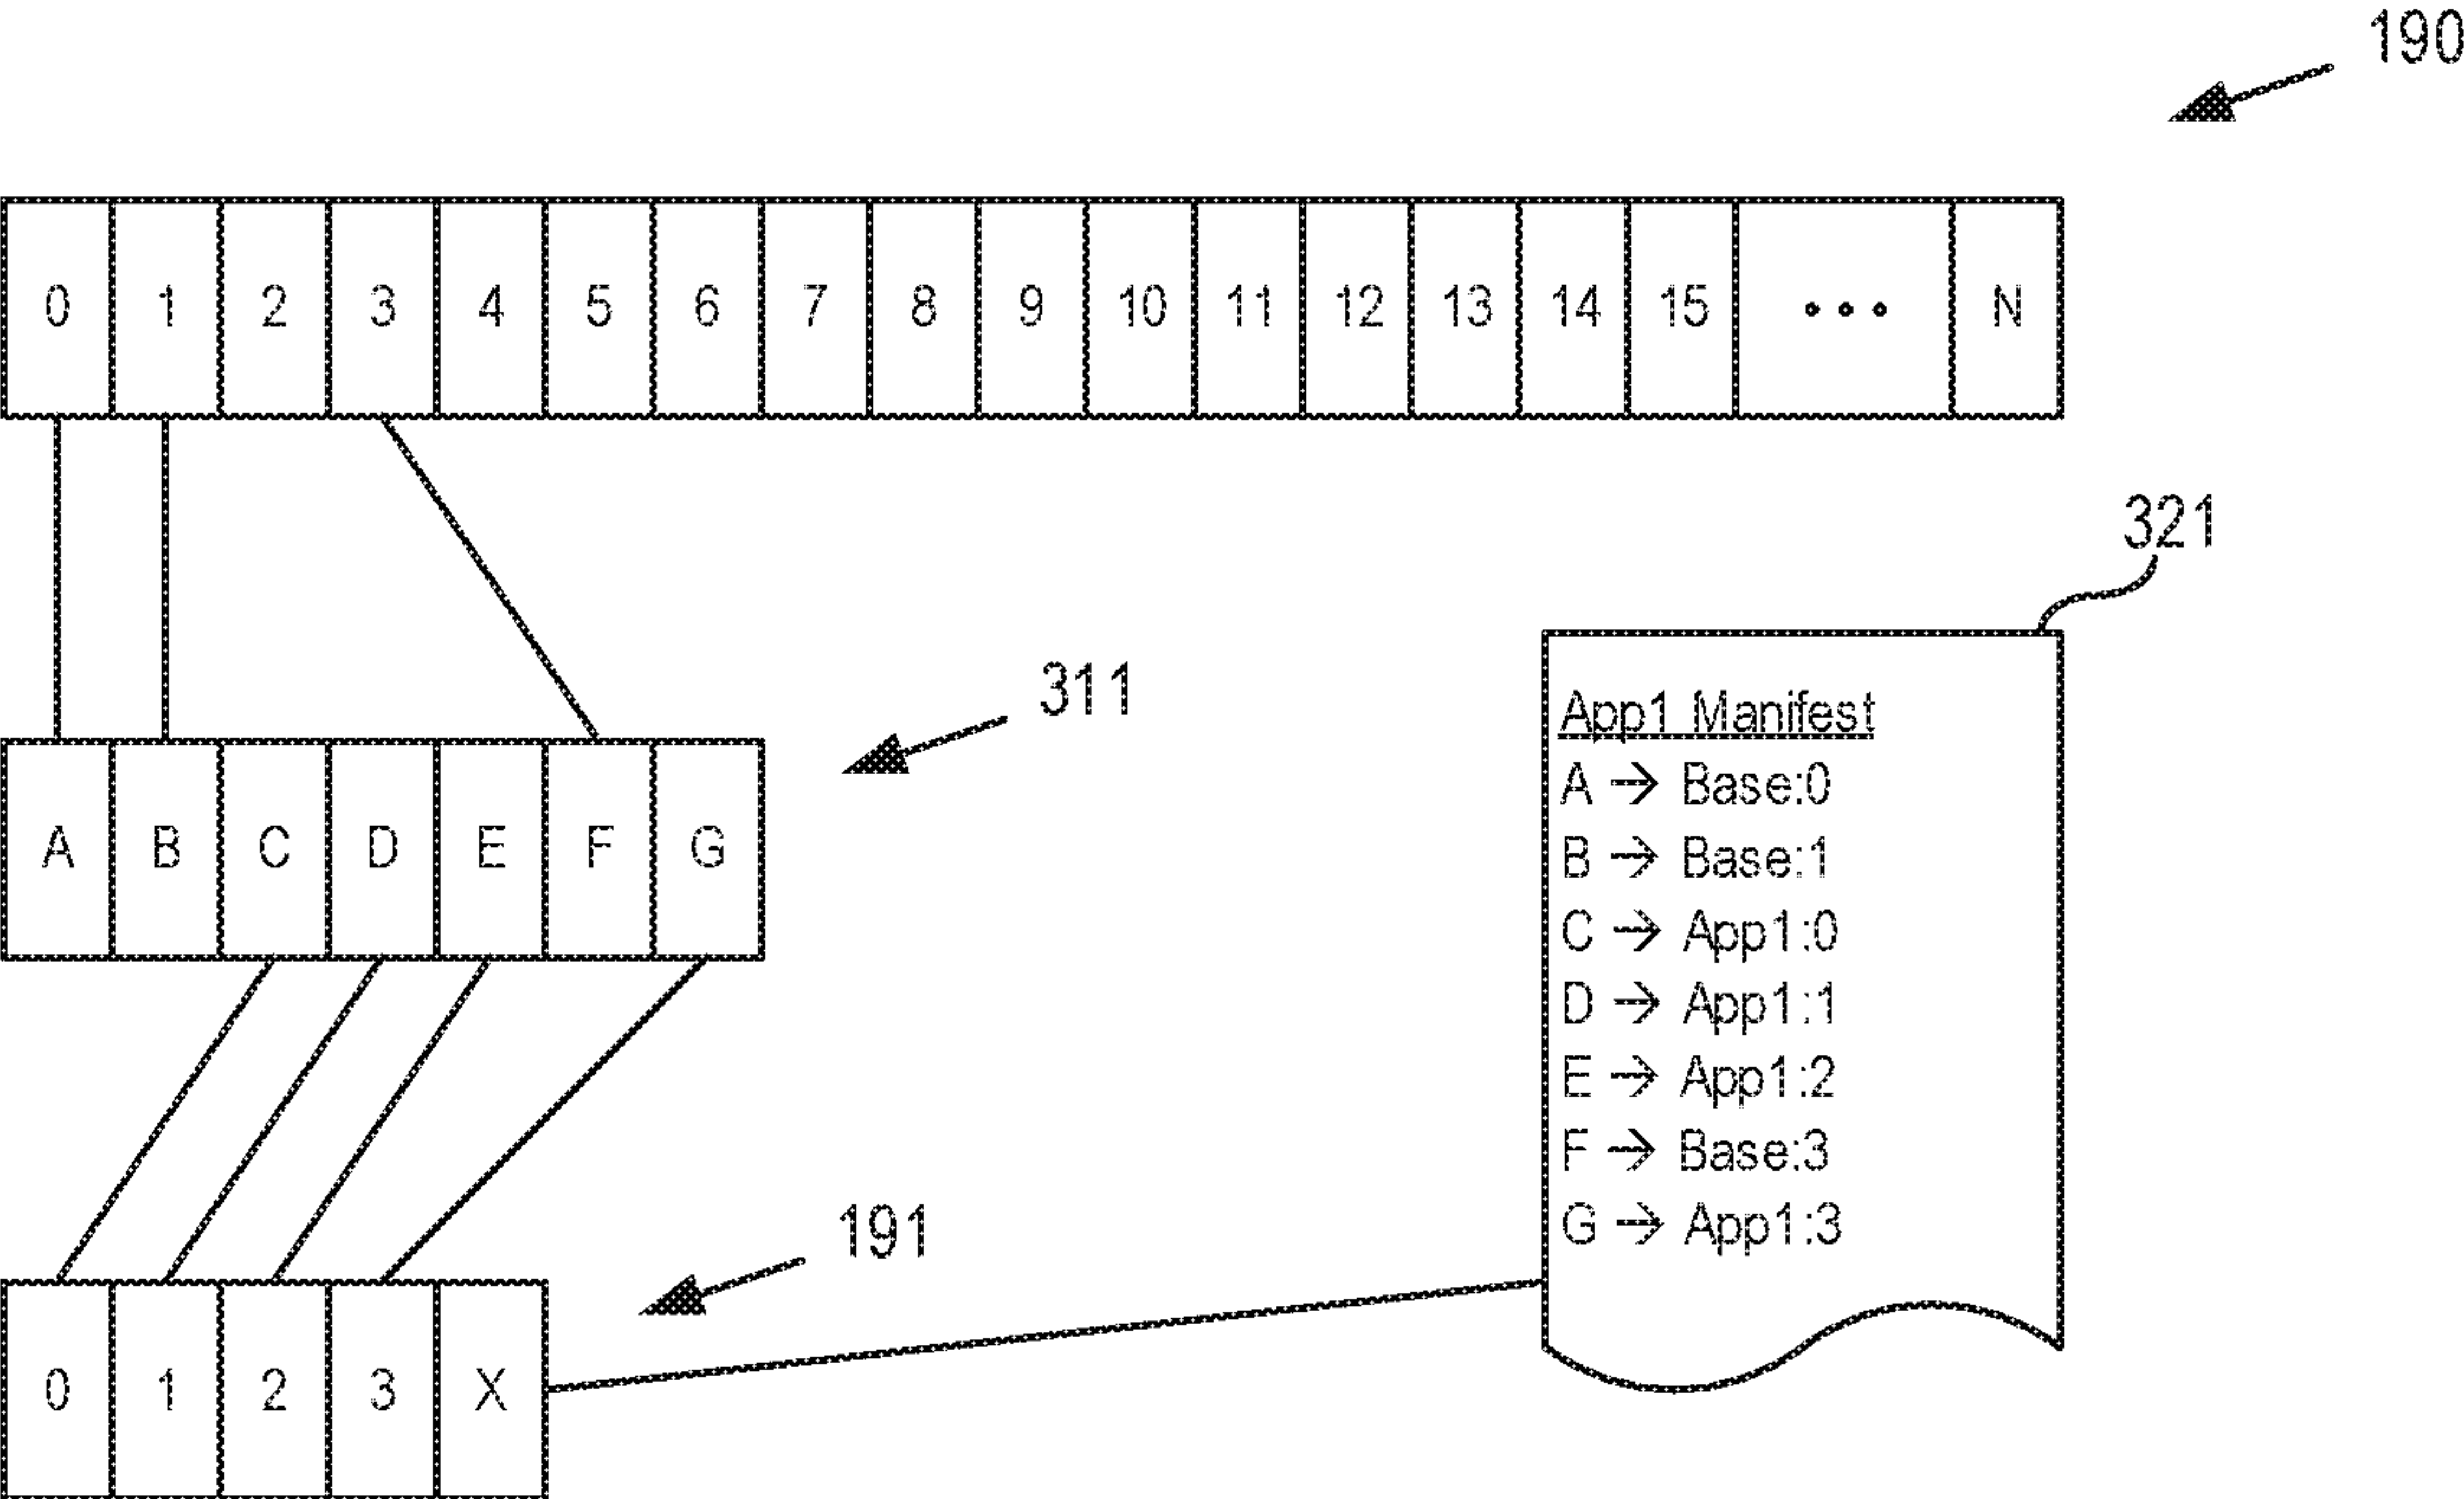 190
0 1 2 3 4 5 6 7 8 9 10 11 12 13 14 15 ••• N
321
311
A B C D E F G
App1 Manifest
A → Base:0
B → Base:1
C → App1:0
D → App1:1
E → App1:2
F → Base:3
G → App1:3
191
0 1 2 3 X